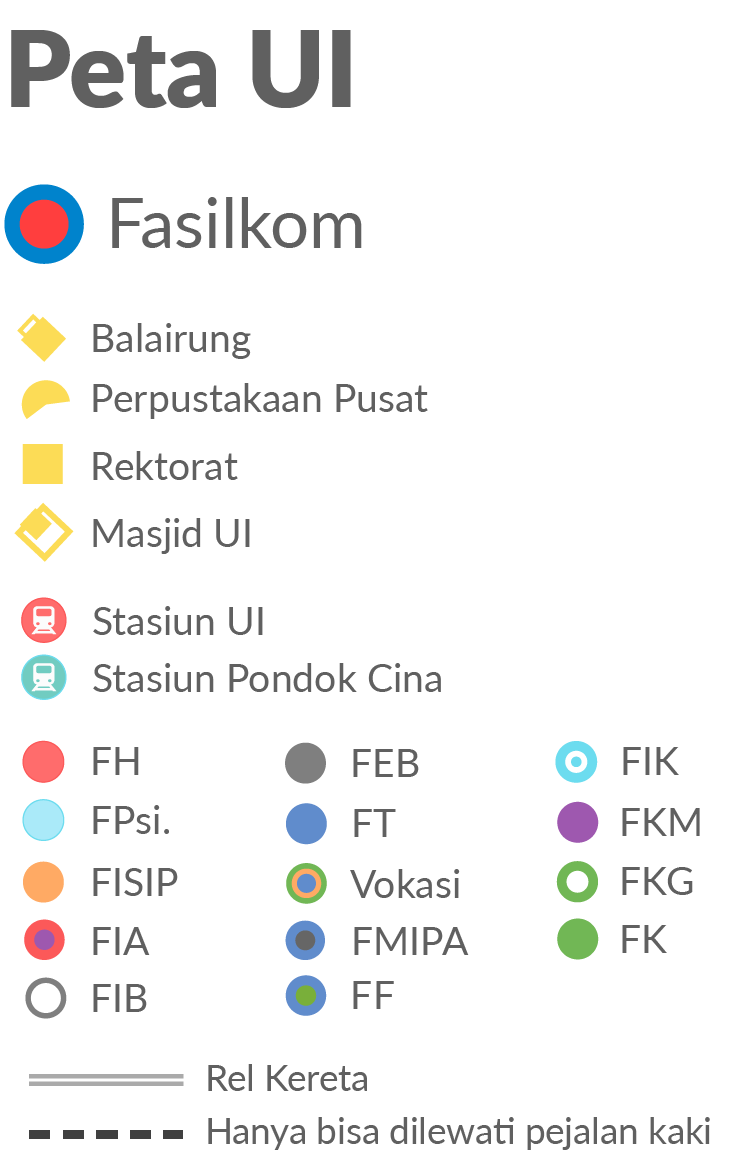 Peta UI
Fasilkom
Balairung
Perpustakaan Pusat
Rektorat
Masjid UI
Stasiun UI
Stasiun Pondok Cina
FH
FPsi.
FISIP
FIA
FIB
FEB
FT
Vokasi
FMIPA
FF
FIK
FKM
FKG
FK
Rel Kereta
Hanya bisa dilewati pejalan kaki